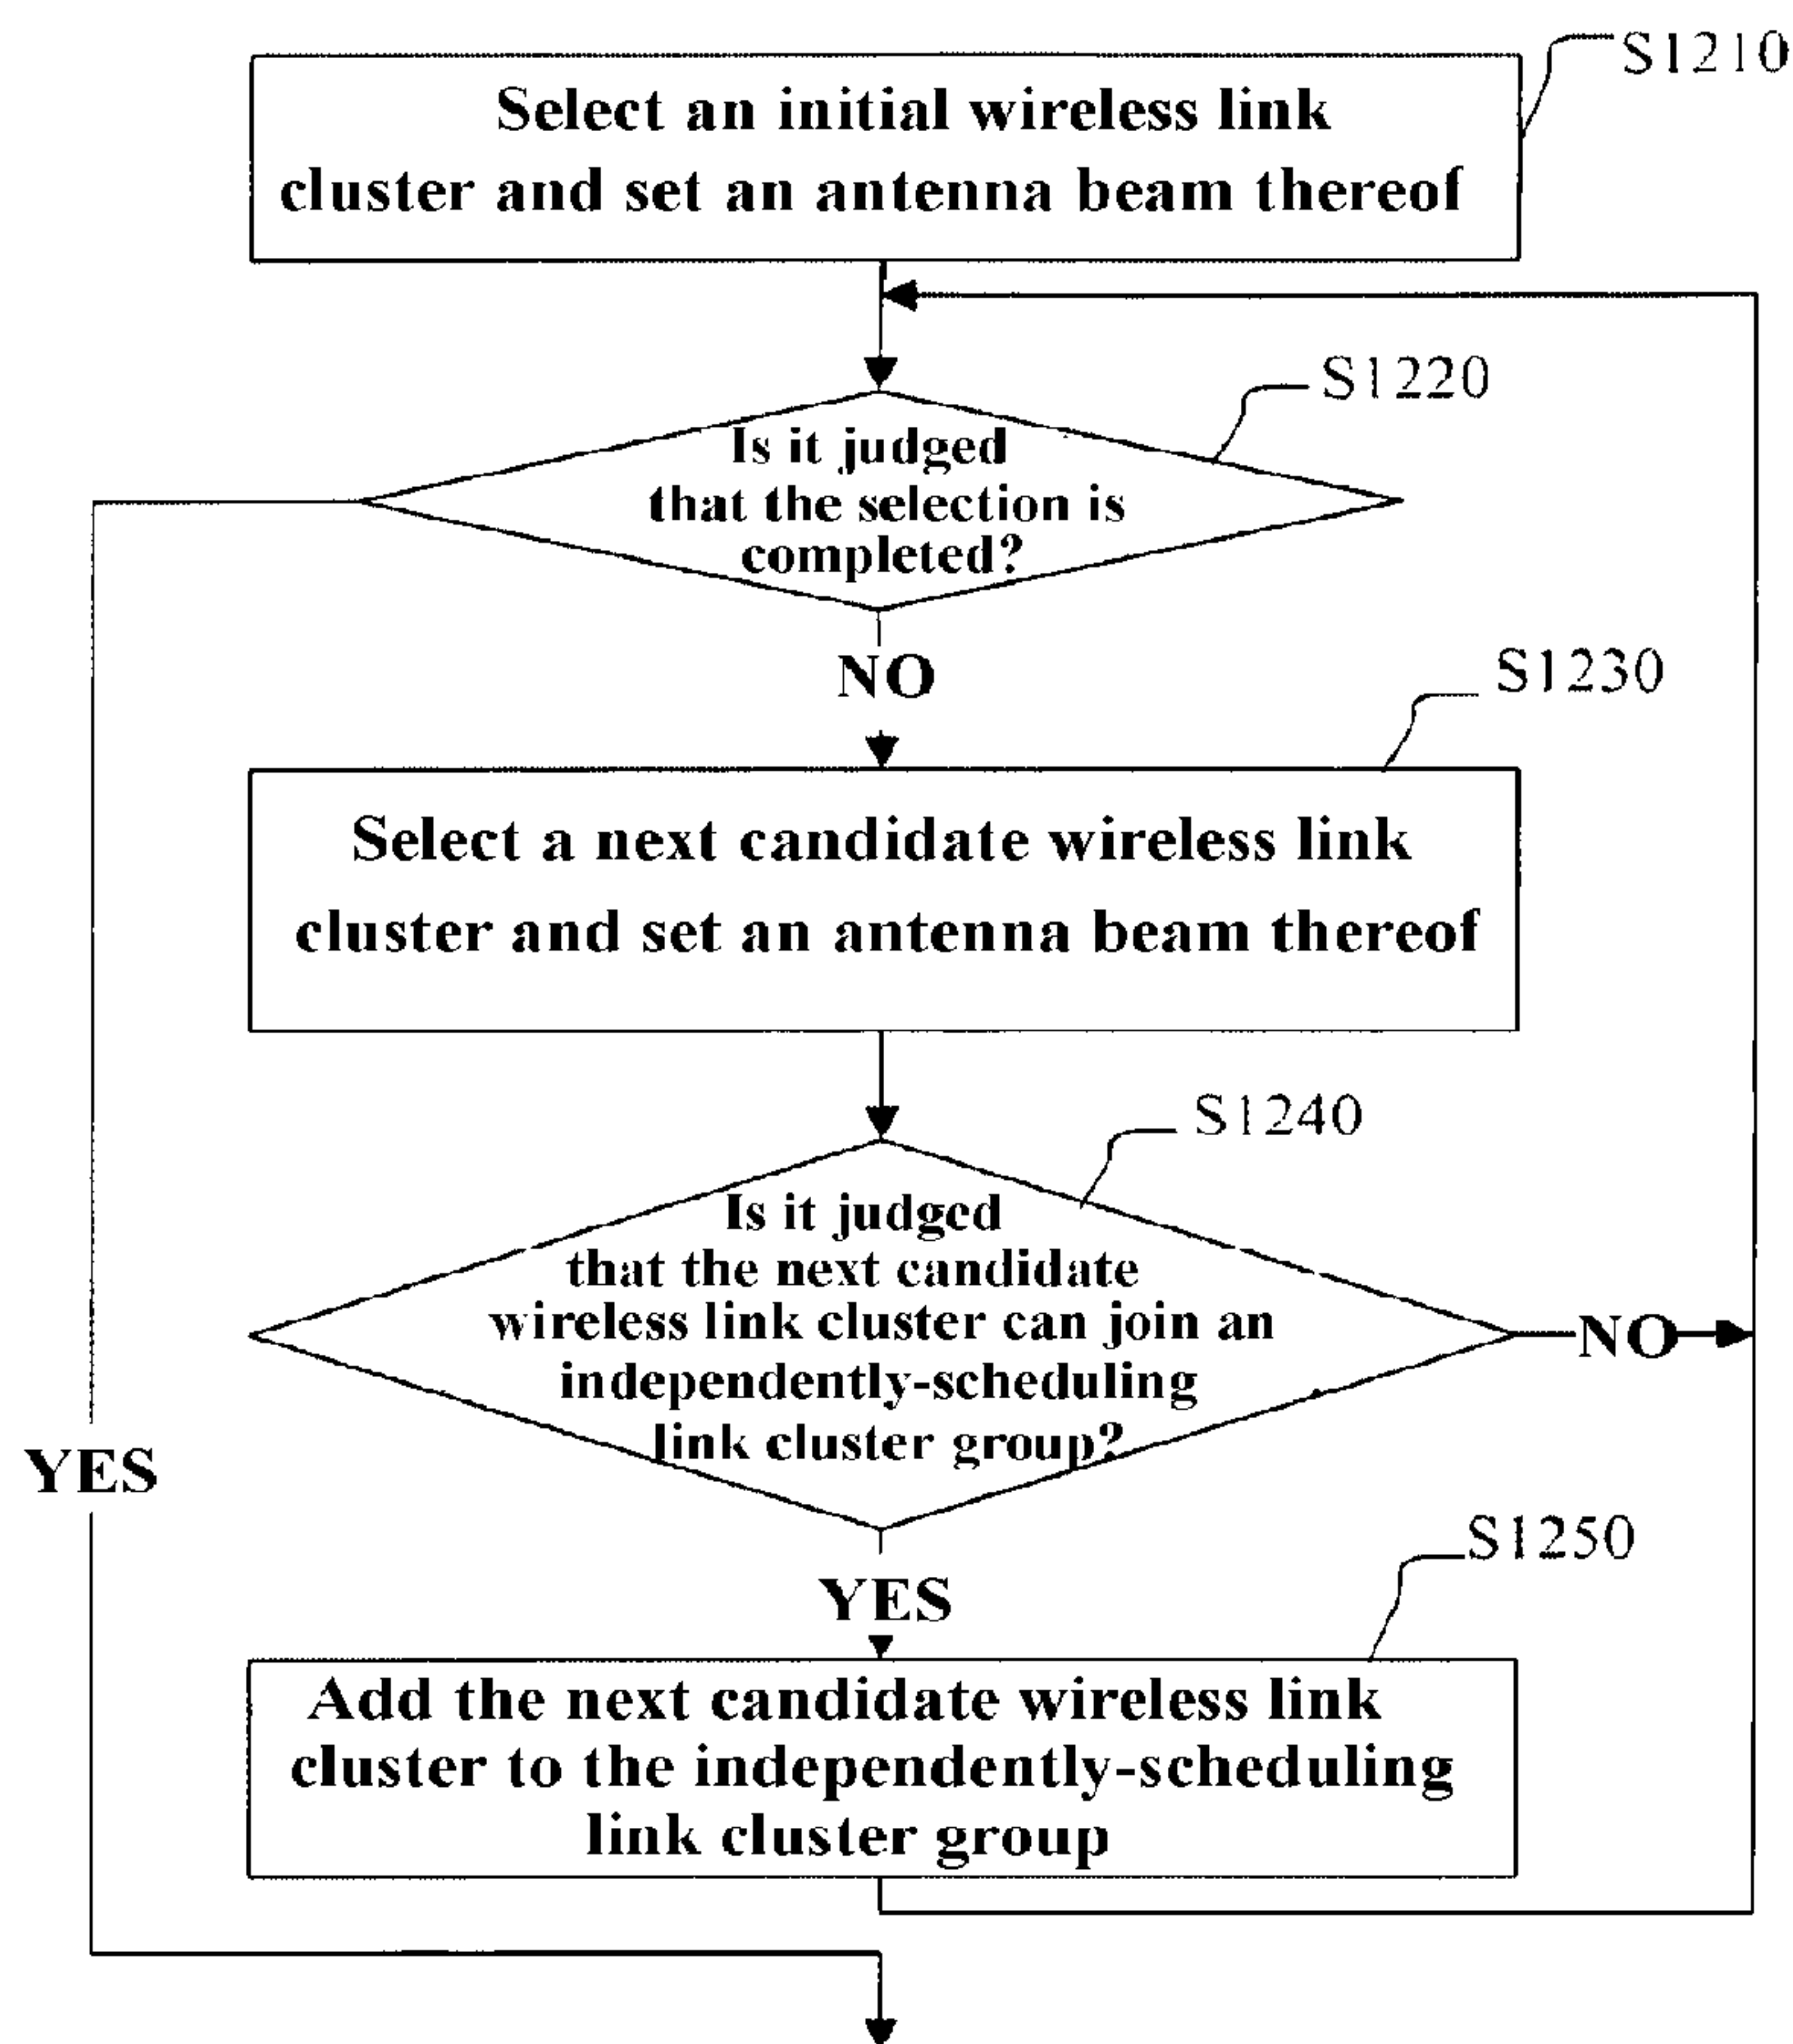 S1210
Select an initial wireless link
cluster and set an antenna beam thereof
S1220
Is it judged
that the selection is
completed?
NO
S1230
Select a next candidate wireless link
cluster and set an antenna beam thereof
S1240
Is it judged
that the next candidate
wireless link cluster can join an
independently-scheduling
link cluster group?
NO
YES
YES
S1250
Add the next candidate wireless link
cluster to the independently-scheduling
link cluster group